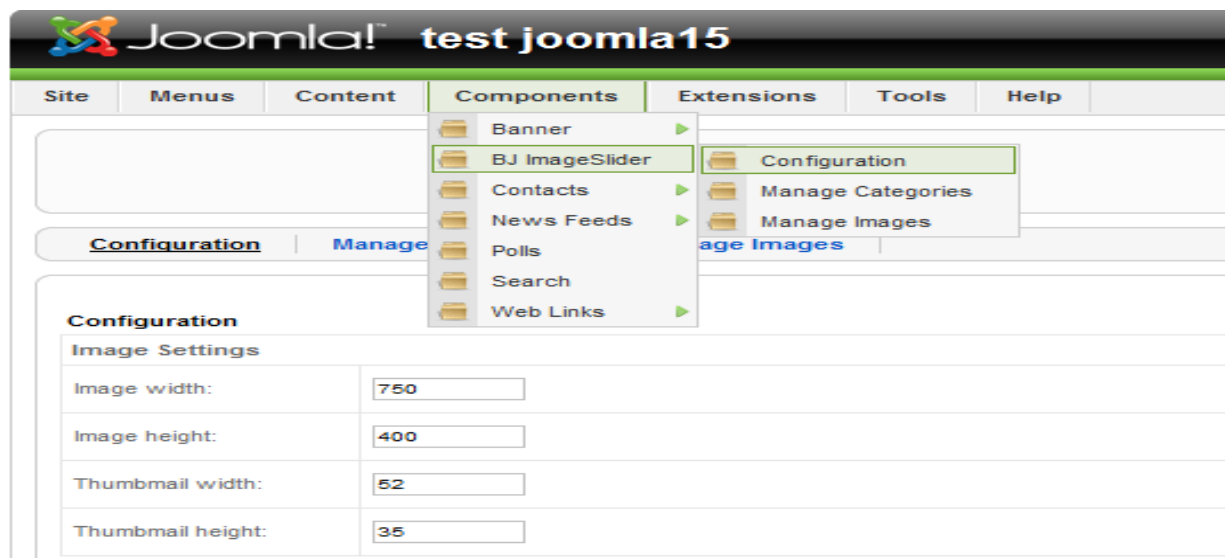 Joomla!™ test joomla15
Site Menus Content Components Extensions Tools Help
Banner
BJ ImageSlider
Contacts
News Feeds
Polls
Search
Web Links
Configuration
Manage Categories
Manage Images
Configuration Manage age Images
Configuration
Image Settings
Image width: 750
Image height: 400
Thumbmail width: 52
Thumbmail height: 35